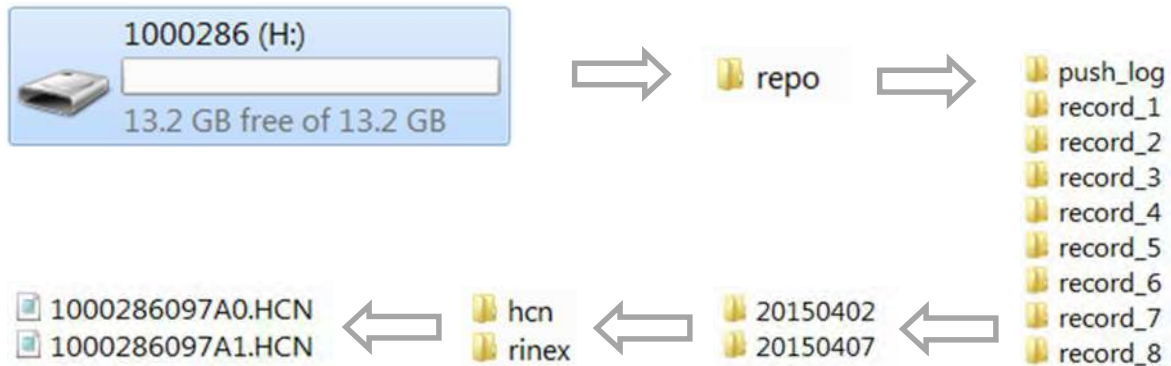 1000286 (H:)
13.2 GB free of 13.2 GB
repo
push_log
record_1
record_2
record_3
record_4
record_5
record_6
record_7
record_8
20150402
20150407
hcn
rinex
1000286097A0.HCN
1000286097A1.HCN